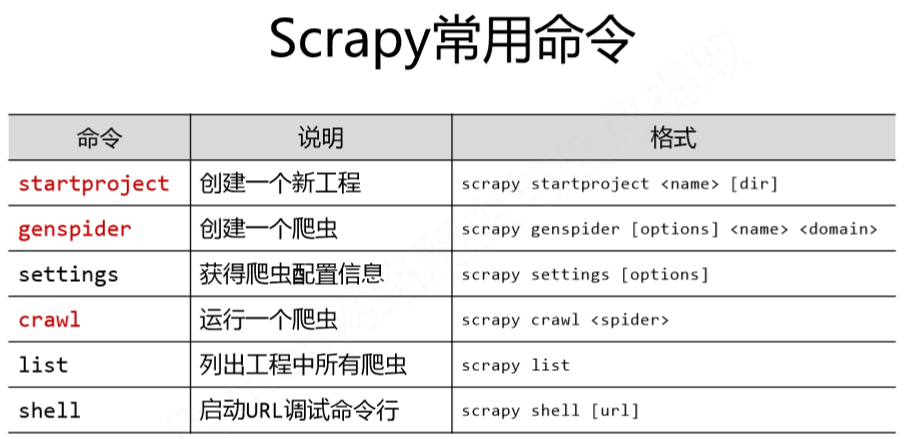 Scrapy常用命令
命令 说明 格式
startproject 创建一个新工程 scrapy startproject <name> [dir]
genspider 创建一个爬虫 scrapy genspider [options] <name> <domain>
settings 获得爬虫配置信息 scrapy settings [options]
crawl 运行一个爬虫 scrapy crawl <spider>
list 列出工程中所有爬虫 scrapy list
shell 启动URL调试命令行 scrapy shell [url]